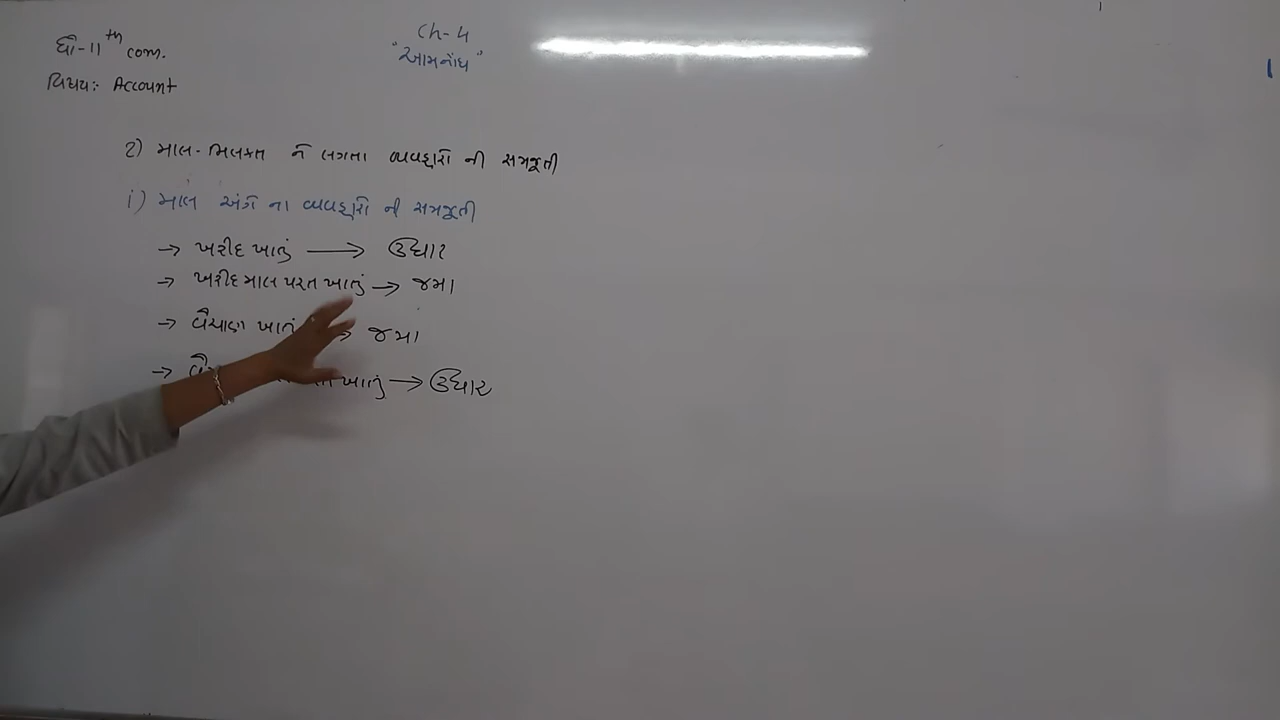 ધો-11th com.
વિષય:- Account
Ch-4
"આમનોંધ"
2) માલ-મિલકત ને લગતા વ્યવહારો ની સમજૂતી
i) માલ અંગે ના વ્યવહારો ની સમજૂતી
→ ખરીદ ખાતું → ઉધાર
→ ખરીદમાલ પરત ખાતું → જમા
→ વેચાણ ખાતું → જમા
→ ખાતું → ઉધાર